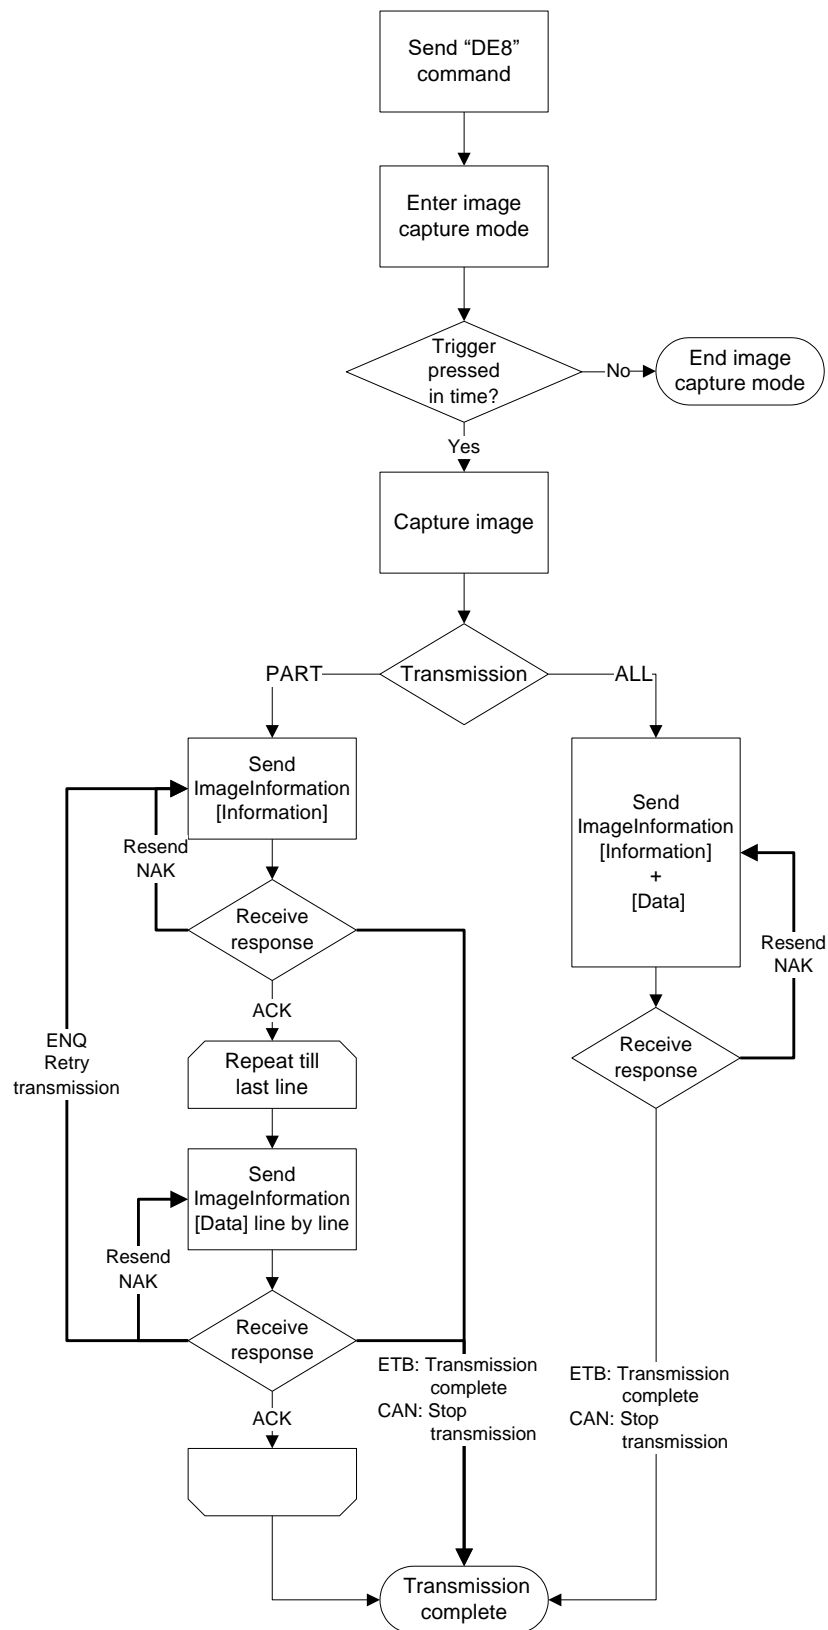 Send “DE8”
command
Enter image
capture mode
Trigger
pressed
in time?
No
End image
capture mode
Yes
Capture image
PART
Transmission
ALL
Send
ImageInformation
[Information]
Send
ImageInformation
[Information]
+
[Data]
Resend
NAK
Receive
response
Resend
NAK
ACK
ENQ
Retry
transmission
Repeat till
last line
Receive
response
Send
ImageInformation
[Data] line by line
Resend
NAK
Receive
response
ETB: Transmission
complete
CAN: Stop
transmission
ETB: Transmission
complete
CAN: Stop
transmission
ACK
Transmission
complete